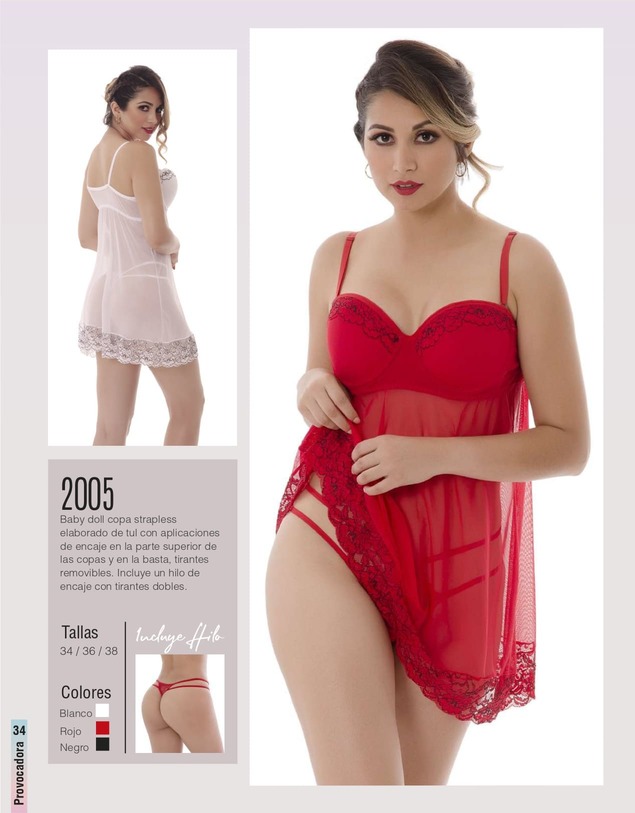 2005
Baby doll copa strapless
elaborado de tul con aplicaciones
de encaje en la parte superior de
las copas y en la basta, tirantes
removibles. Incluye un hilo de
encaje con tirantes dobles.
Tallas
34 / 36 / 38
Incluye Hilo
Colores
Blanco
Rojo
Negro
34
Provocadora